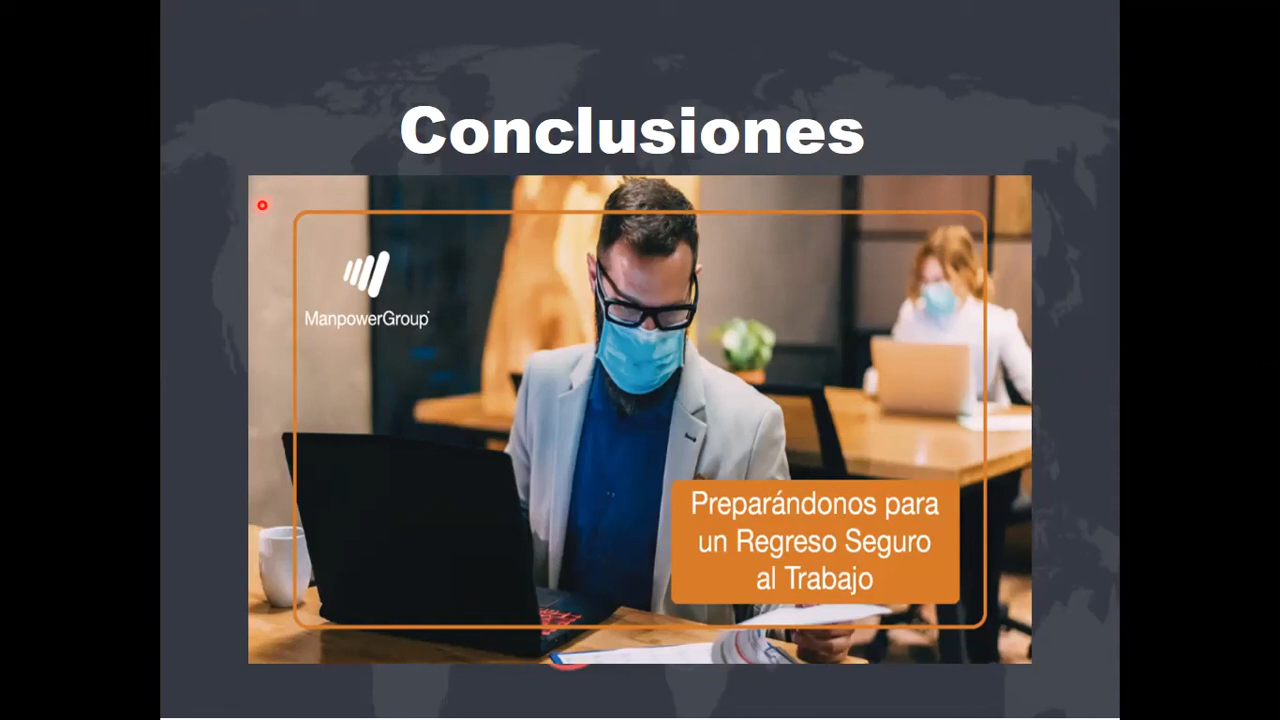 Conclusiones
ManpowerGroup
Preparándonos para
un Regreso Seguro
al Trabajo